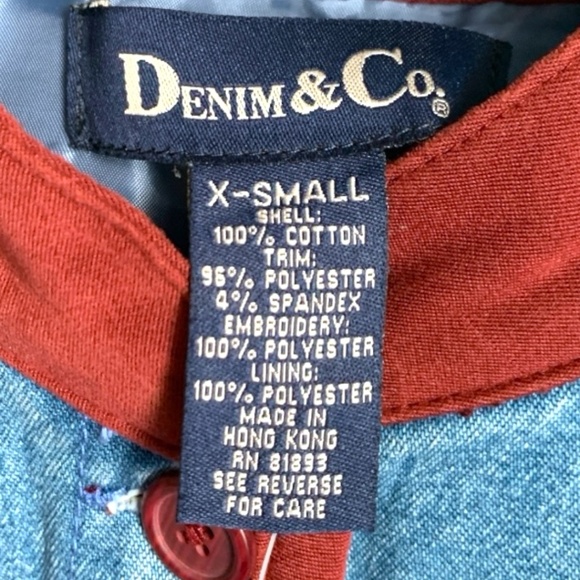 DENIM & CO.®
X-SMALL
SHELL:
100% COTTON
TRIM:
96% POLYESTER
4% SPANDEX
EMBROIDERY:
100% POLYESTER
LINING:
100% POLYESTER
MADE IN
HONG KONG
RN 81893
SEE REVERSE
FOR CARE